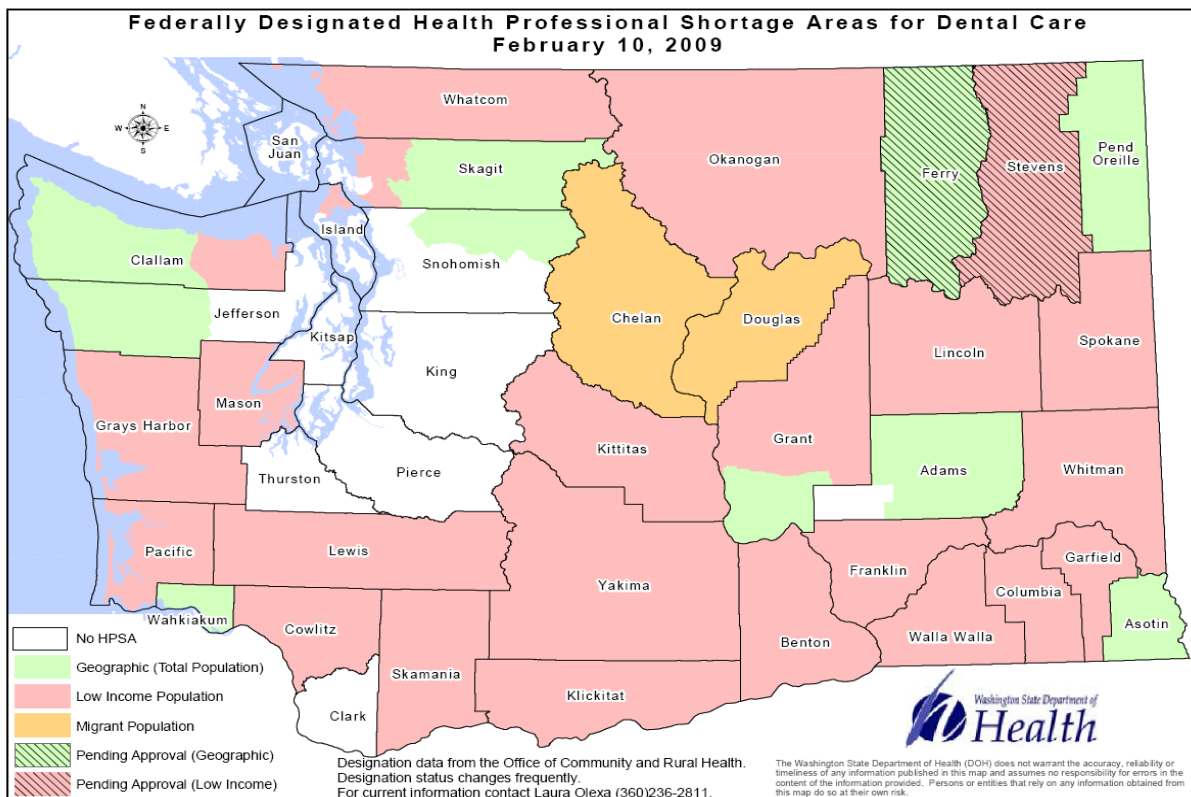 Federally Designated Health Professional Shortage Areas for Dental Care
February 10, 2009
N
W E
S
Whatcom
San
Juan
Skagit
Okanogan
Ferry
Stevens
Pend
Oreille
Island
Clallam
Snohomish
Jefferson
Chelan
Douglas
Kitsap
Lincoln
Spokane
King
Mason
Grays Harbor
Kittitas
Grant
Adams
Whitman
Thurston
Pierce
Pacific
Lewis
Yakima
Franklin
Garfield
Columbia
Wahkiakum
Cowlitz
Asotin
Benton
Walla Walla
Skamania
Klickitat
Clark
No HPSA
Geographic (Total Population)
Low Income Population
Migrant Population
Pending Approval (Geographic)
Pending Approval (Low Income)
Designation data from the Office of Community and Rural Health.
Designation status changes frequently.
For current information contact Laura Olexa (360)236-2811.
Washington State Department of
Health
The Washington State Department of Health (DOH) does not warrant the accuracy, reliability or
timeliness of any information published in this map and assumes no responsibility for errors in the
content of the information provided. Persons or entities that rely on any information obtained from
this map do so at their own risk.